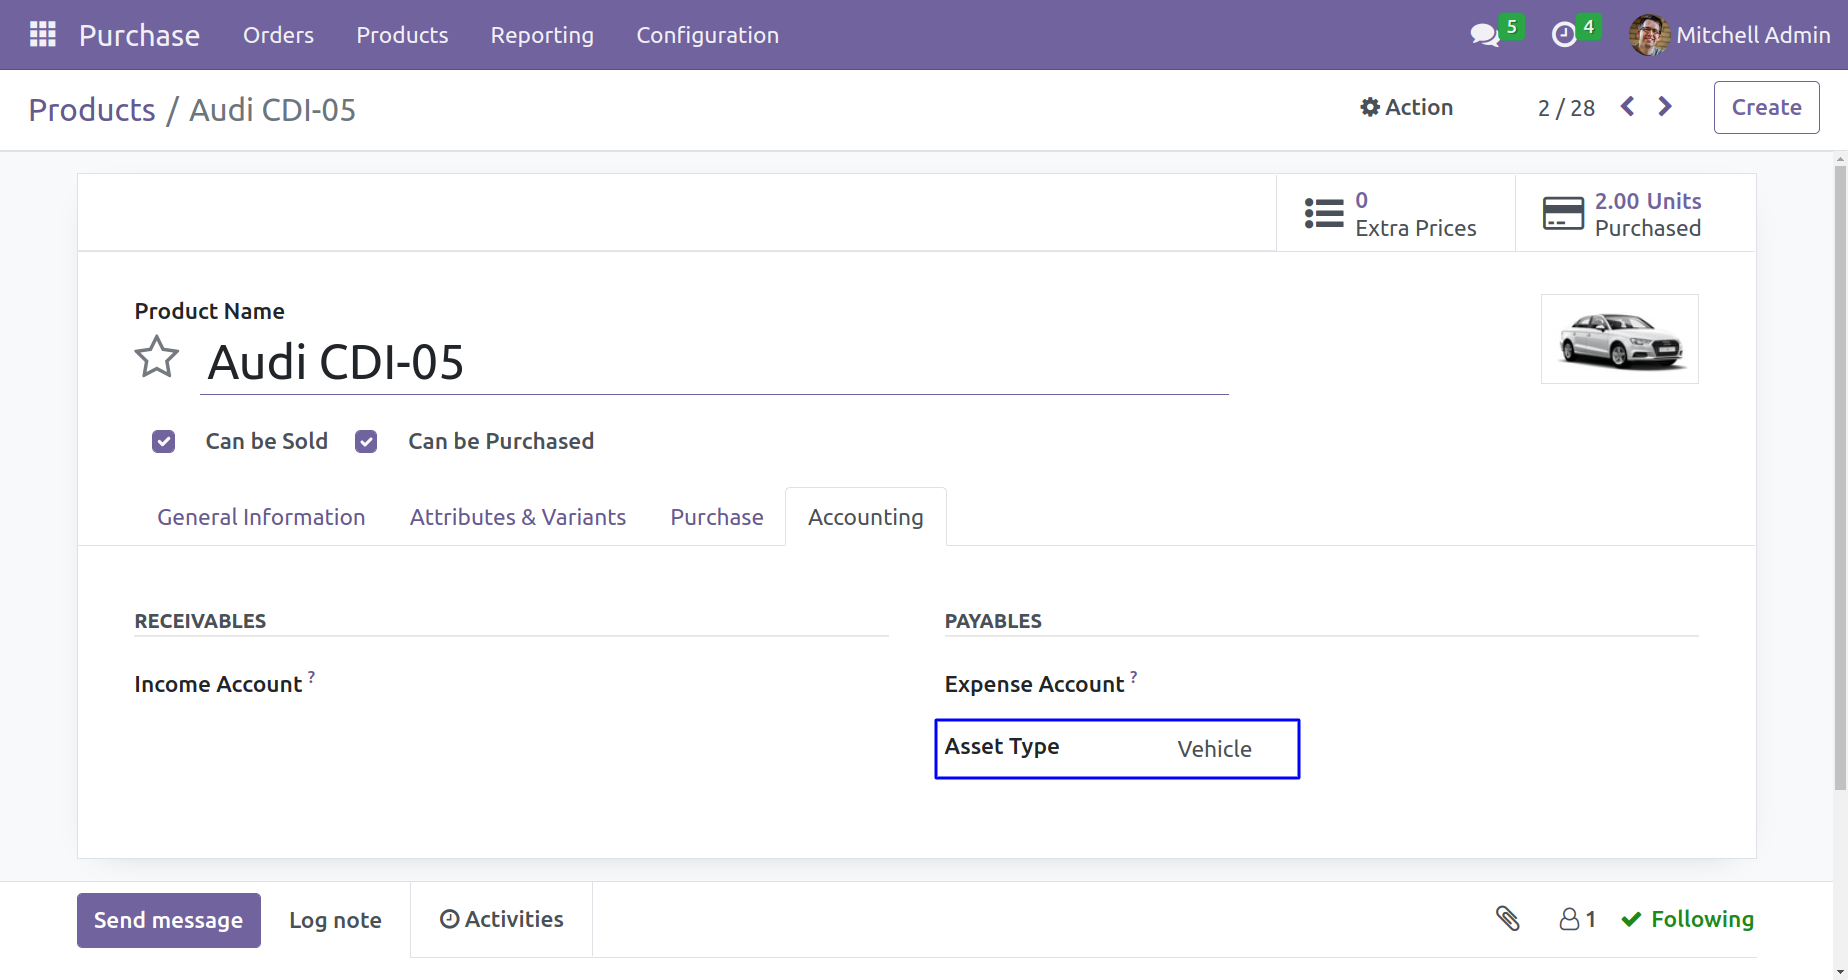 Purchase Orders Products Reporting Configuration 5 4 Mitchell Admin
Products / Audi CDI-05 Action 2 / 28 Create
0 2.00 Units
Extra Prices Purchased
Product Name
Audi CDI-05
Can be Sold Can be Purchased
General Information Attributes & Variants Purchase Accounting
RECEIVABLES PAYABLES
Income Account ? Expense Account ?
Asset Type Vehicle
Send message Log note Activities 1 Following